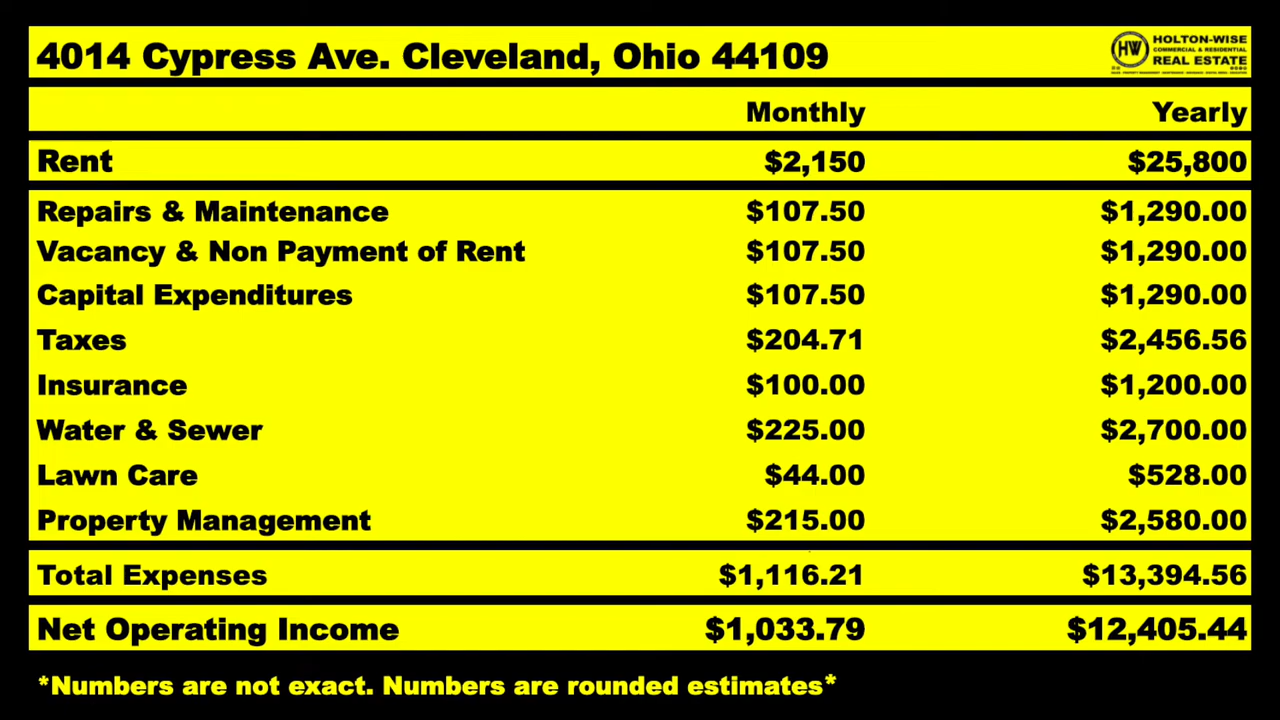 4014 Cypress Ave. Cleveland, Ohio 44109
HW
HOLTON-WISE
COMMERCIAL & RESIDENTIAL
REAL ESTATE
Monthly Yearly
Rent $2,150 $25,800
Repairs & Maintenance $107.50 $1,290.00
Vacancy & Non Payment of Rent $107.50 $1,290.00
Capital Expenditures $107.50 $1,290.00
Taxes $204.71 $2,456.56
Insurance $100.00 $1,200.00
Water & Sewer $225.00 $2,700.00
Lawn Care $44.00 $528.00
Property Management $215.00 $2,580.00
Total Expenses $1,116.21 $13,394.56
Net Operating Income $1,033.79 $12,405.44
*Numbers are not exact. Numbers are rounded estimates*